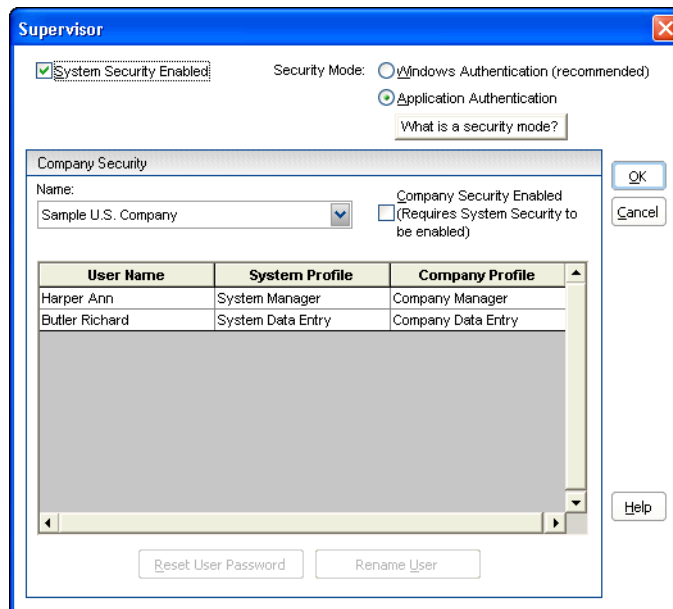 Supervisor
System Security Enabled
Security Mode:
Windows Authentication (recommended)
Application Authentication
What is a security mode?
Company Security
Name:
Sample U.S. Company
Company Security Enabled
(Requires System Security to
be enabled)
OK
Cancel
User Name System Profile Company Profile
Harper Ann System Manager Company Manager
Butler Richard System Data Entry Company Data Entry
Help
Reset User Password
Rename User